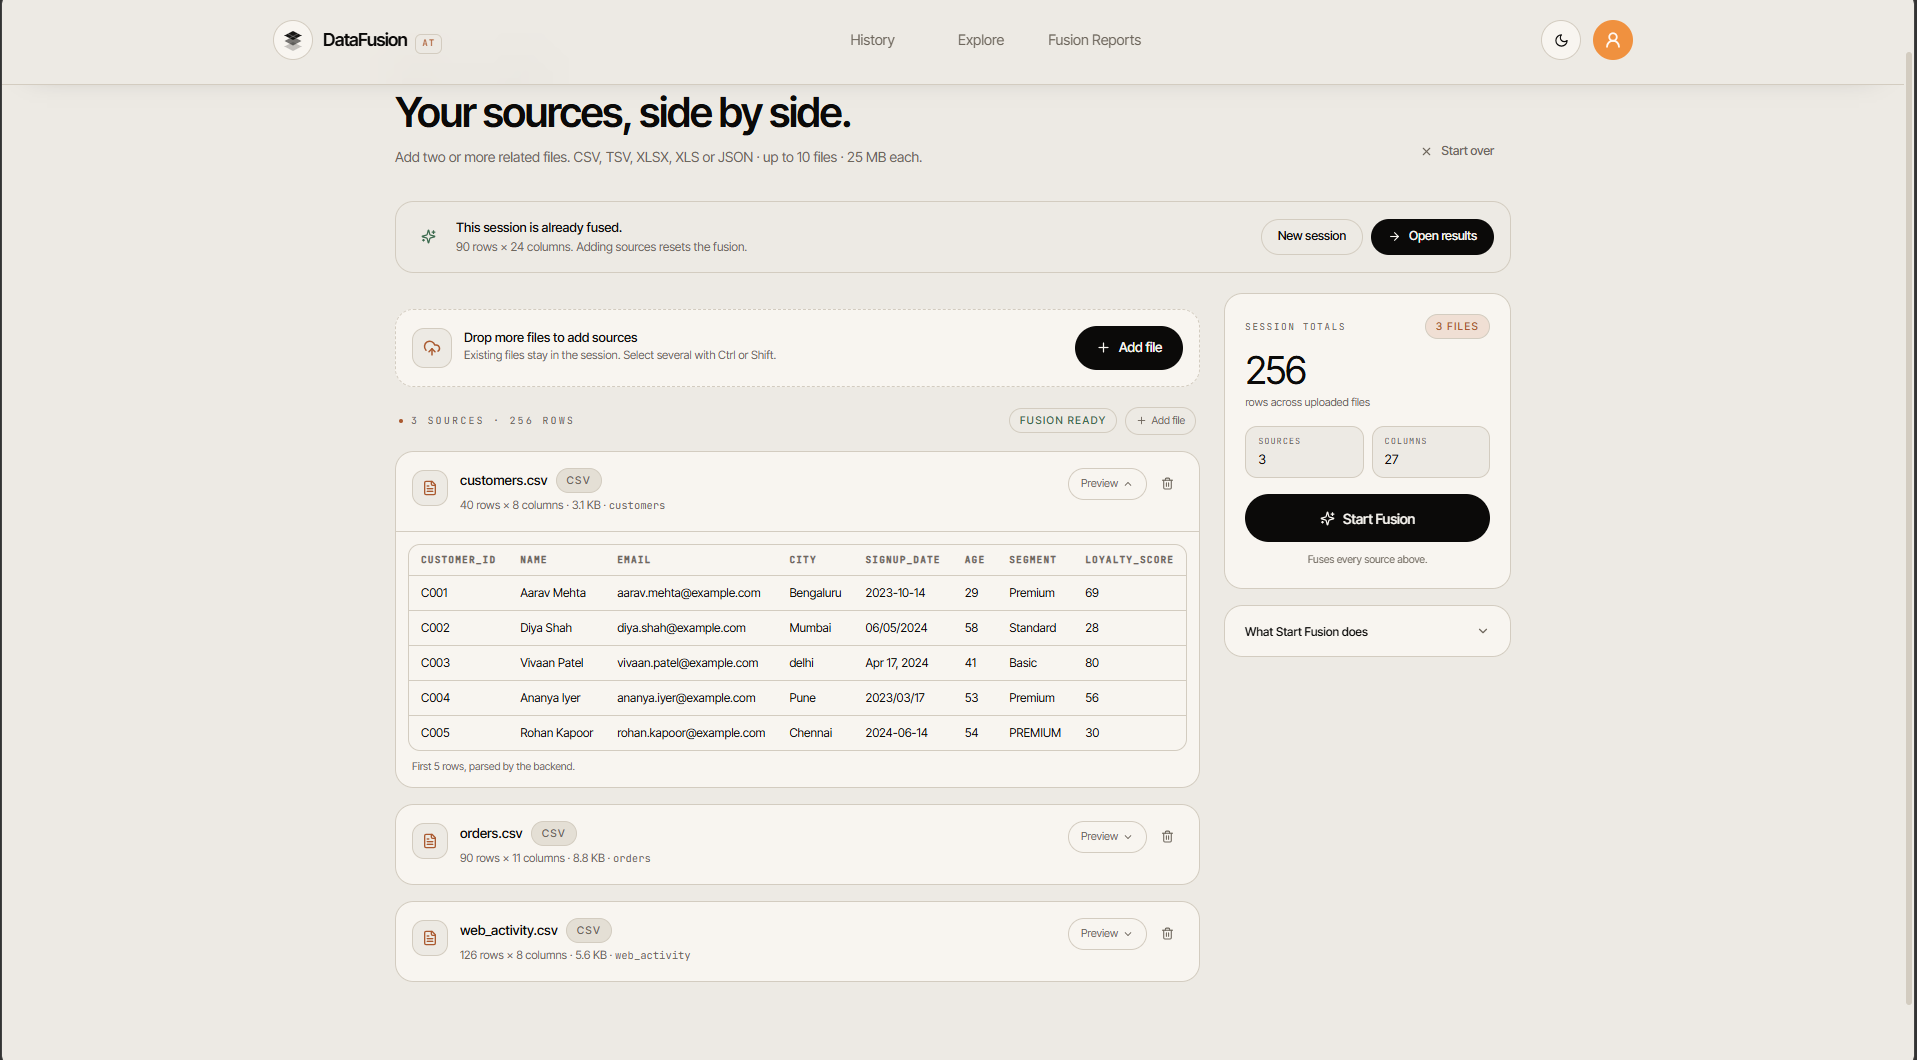 DataFusion AT
History Explore Fusion Reports
Your sources, side by side.
Add two or more related files. CSV, TSV, XLSX, XLS or JSON · up to 10 files · 25 MB each.
Start over
This session is already fused.
90 rows × 24 columns. Adding sources resets the fusion.
New session
Open results
Drop more files to add sources
Existing files stay in the session. Select several with Ctrl or Shift.
Add file
3 SOURCES · 256 ROWS
FUSION READY
Add file
customers.csv CSV
40 rows × 8 columns · 3.1 KB · customers
Preview
CUSTOMER_ID NAME EMAIL CITY SIGNUP_DATE AGE SEGMENT LOYALTY_SCORE
C001 Aarav Mehta aarav.mehta@example.com Bengaluru 2023-10-14 29 Premium 69
C002 Diya Shah diya.shah@example.com Mumbai 06/05/2024 58 Standard 28
C003 Vivaan Patel vivaan.patel@example.com delhi Apr 17, 2024 41 Basic 80
C004 Ananya Iyer ananya.iyer@example.com Pune 2023/03/17 53 Premium 56
C005 Rohan Kapoor rohan.kapoor@example.com Chennai 2024-06-14 54 PREMIUM 30
First 5 rows, parsed by the backend.
orders.csv CSV
90 rows × 11 columns · 8.8 KB · orders
Preview
web_activity.csv CSV
126 rows × 8 columns · 5.6 KB · web_activity
Preview
SESSION TOTALS
3 FILES
256
rows across uploaded files
SOURCES
3
COLUMNS
27
Start Fusion
Fuses every source above.
What Start Fusion does